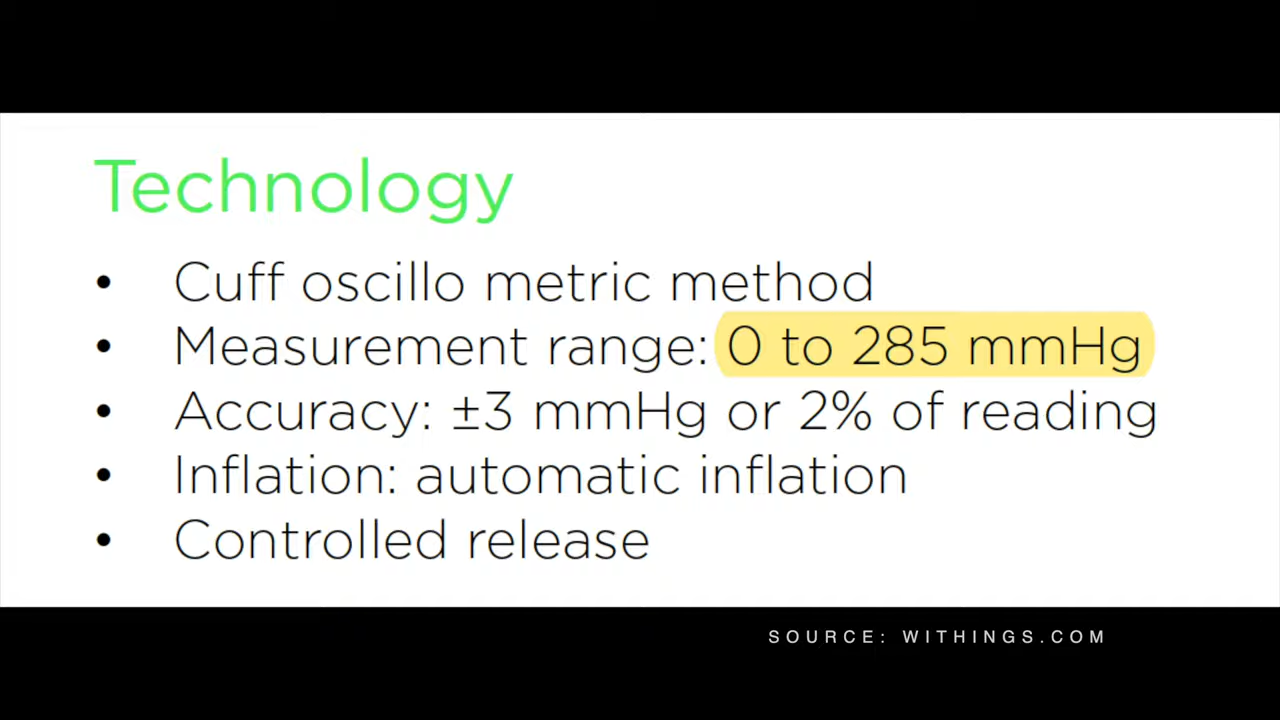 Technology
• Cuff oscillo metric method
• Measurement range: 0 to 285 mmHg
• Accuracy: ±3 mmHg or 2% of reading
• Inflation: automatic inflation
• Controlled release
SOURCE: WITHINGS.COM